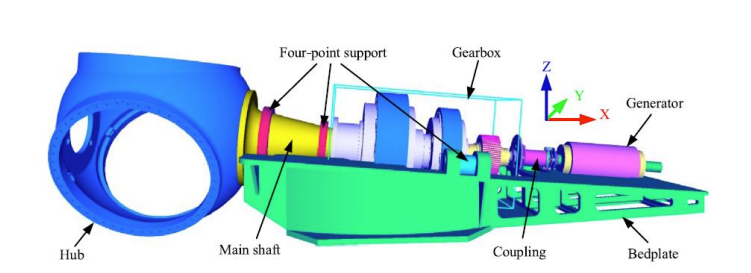 Four-point support
Gearbox
Z
Y
X
Generator
Hub
Main shaft
Coupling
Bedplate